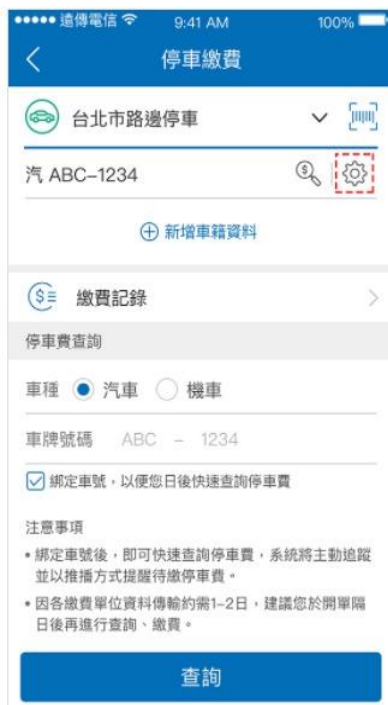 遠傳電信 9:41 AM 100%
停車繳費
台北市路邊停車
汽 ABC-1234
新增車籍資料
繳費記錄
停車費查詢
車種 汽車 機車
車牌號碼 ABC - 1234
綁定車號，以便您日後快速查詢停車費
注意事項
• 綁定車號後，即可快速查詢停車費，系統將主動追蹤
並以推播方式提醒待繳停車費。
• 因各繳費單位資料傳輸約需1-2日，建議您於開單隔
日後再進行查詢、繳費。
查詢